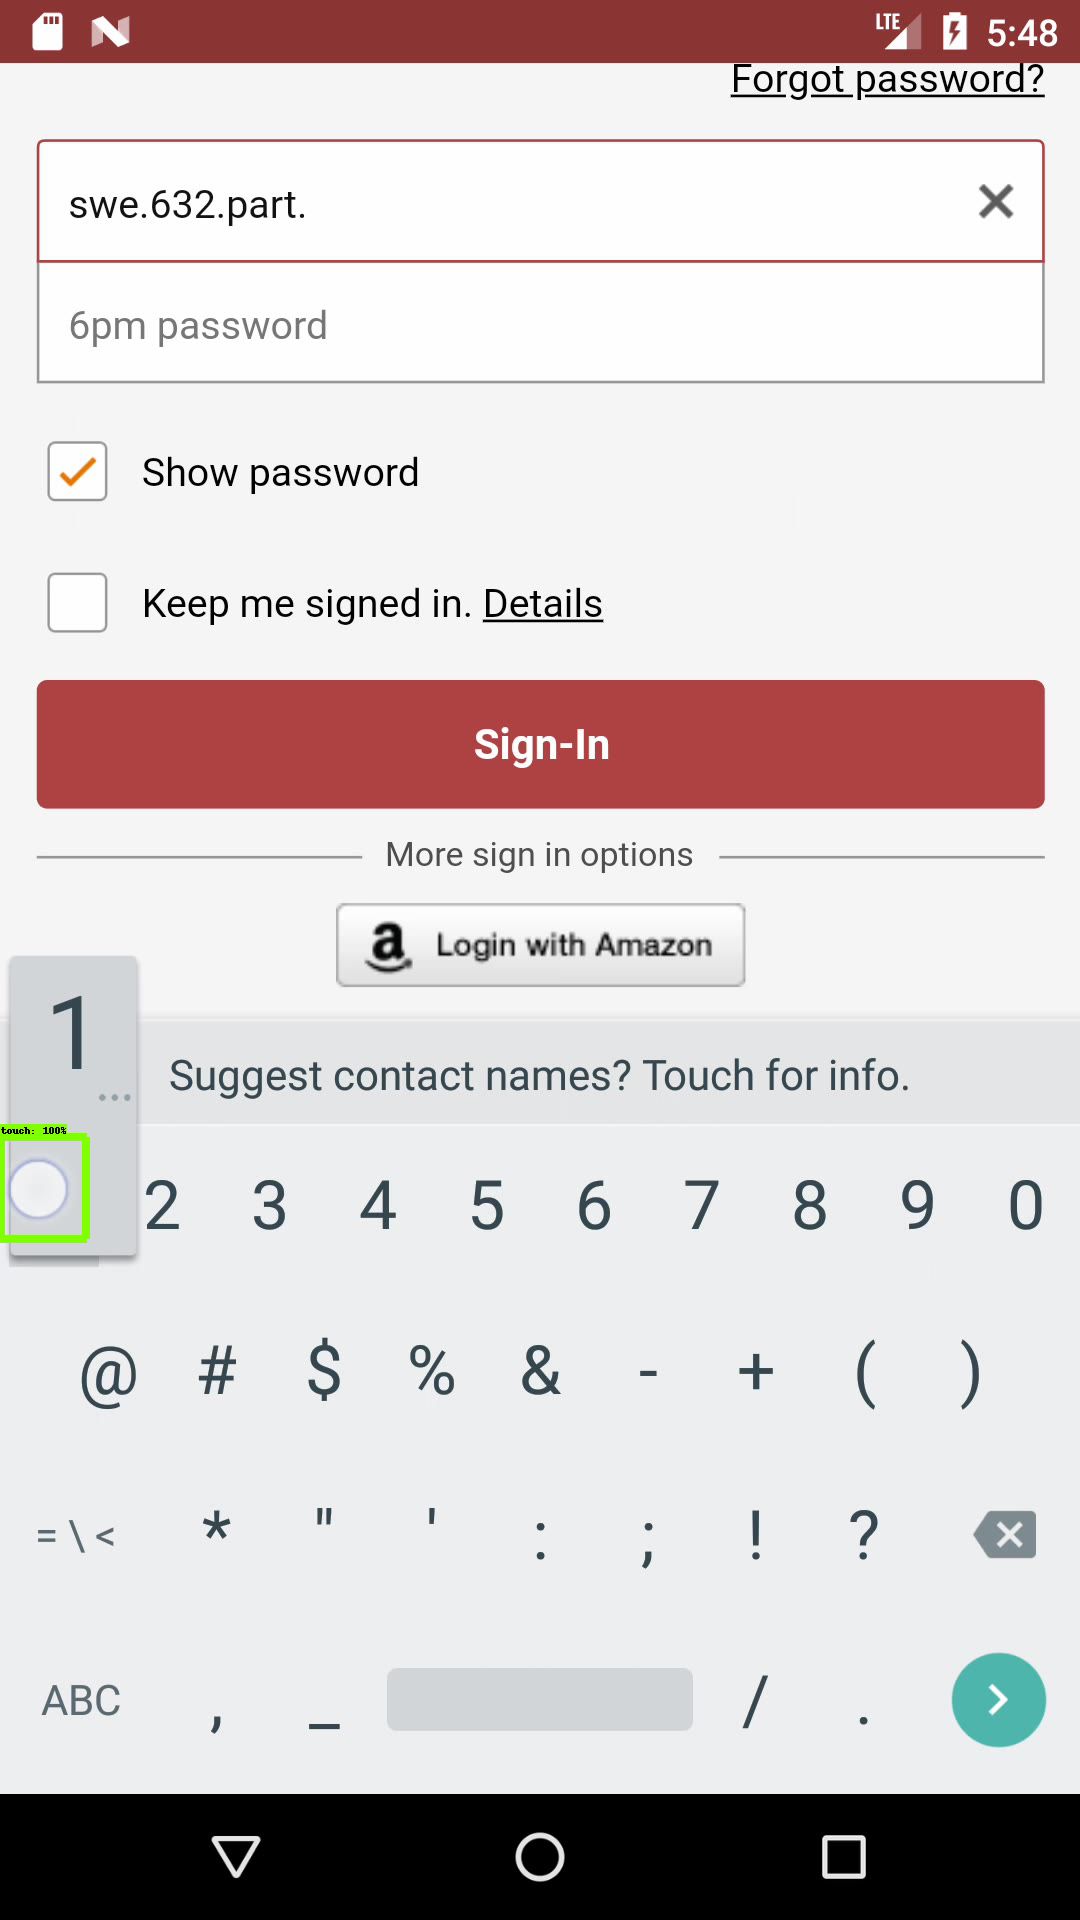 LTE 5:48
Forgot password?
swe.632.part.
6pm password
Show password
Keep me signed in. Details
Sign-In
More sign in options
a Login with Amazon
1
...
Suggest contact names? Touch for info.
touch: 100%
2 3 4 5 6 7 8 9 0
@ # $ % & - + ( )
= \ < * " ' : ; ! ?
ABC , _ / .